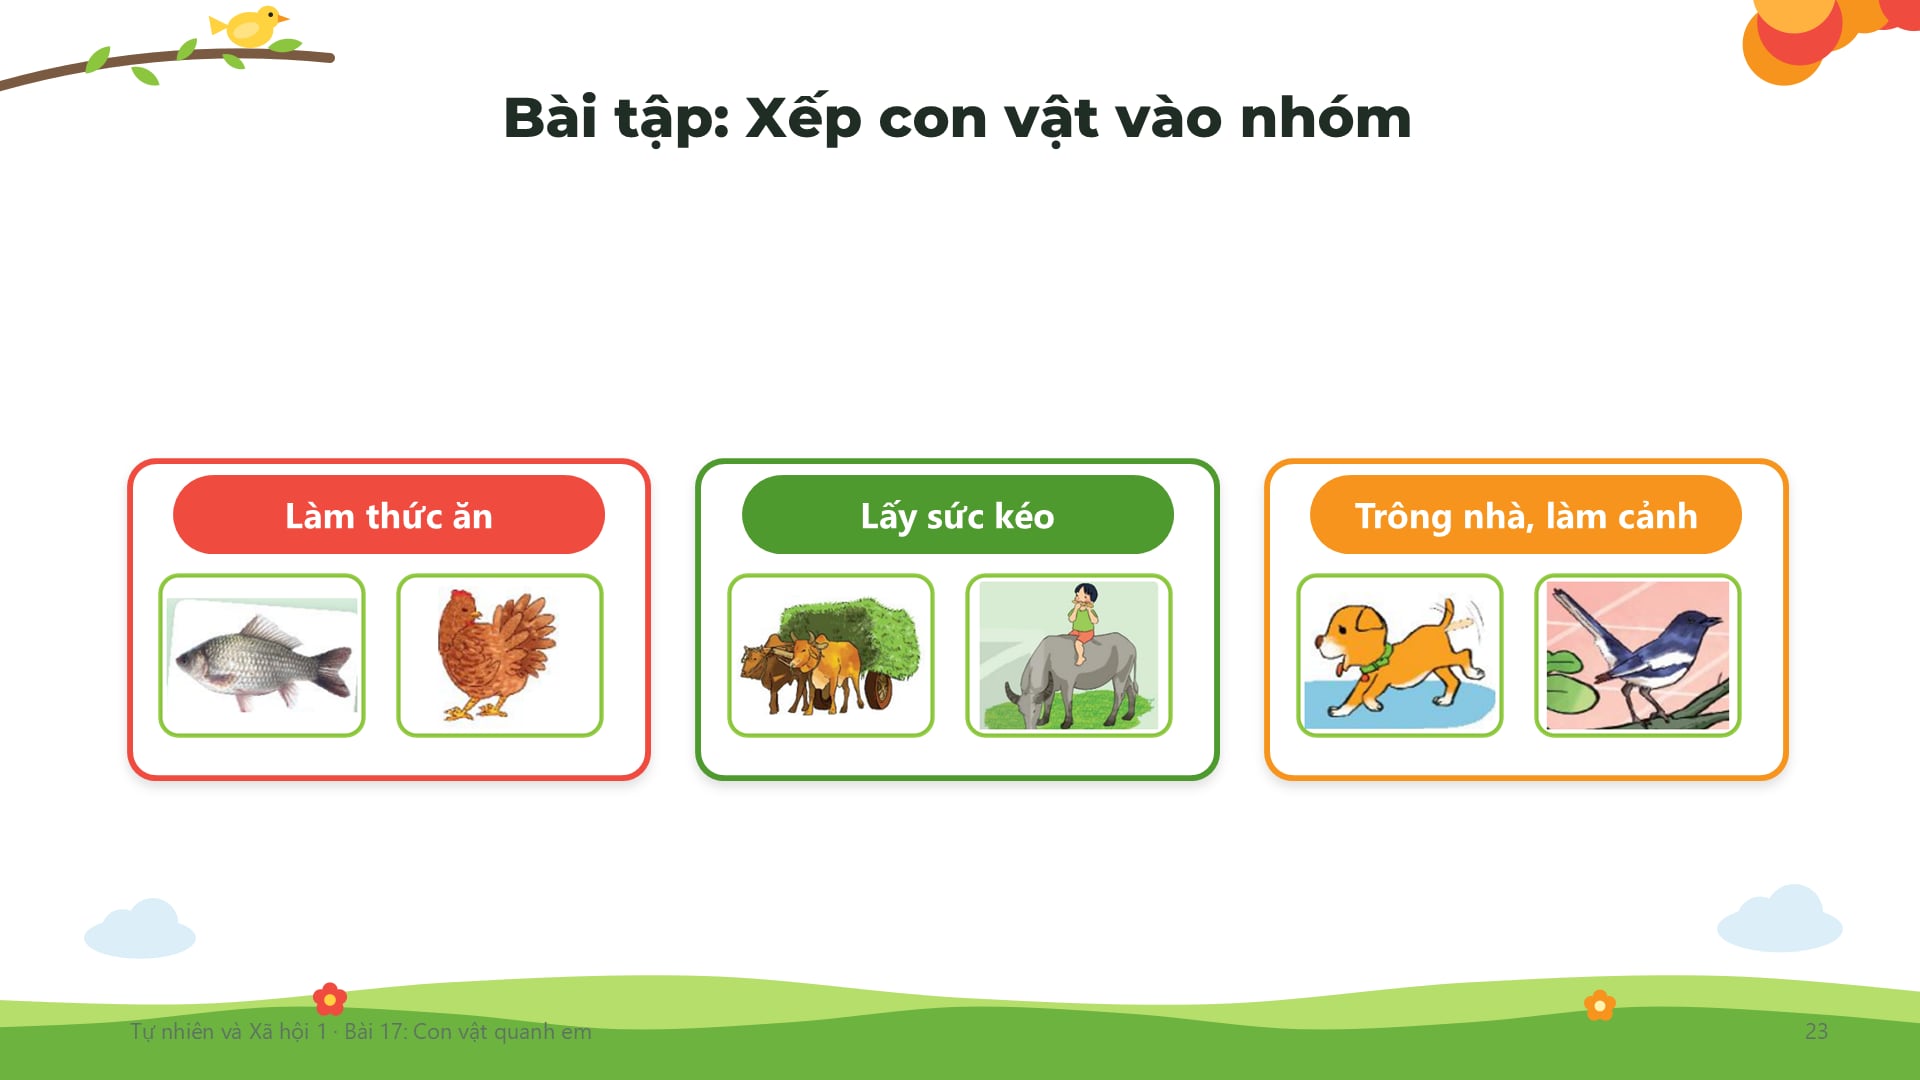 Bài tập: Xếp con vật vào nhóm
Làm thức ăn
Lấy sức kéo
Trông nhà, làm cảnh
Tự nhiên và Xã hội 1 · Bài 17: Con vật quanh em
23